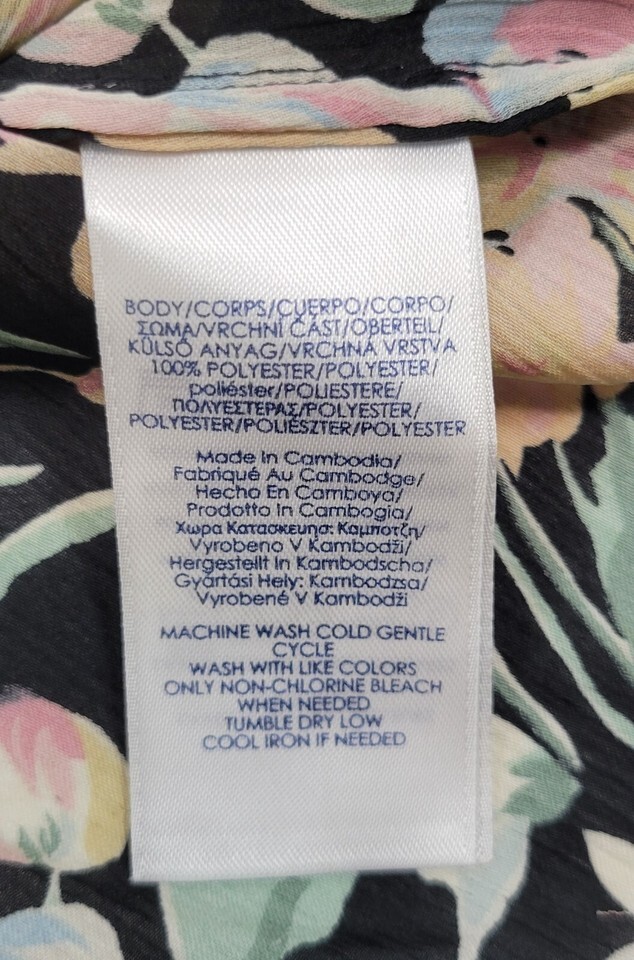 BODY/CORPS/CUERPO/CORPO/
ΣΩΜΑ/VRCHNÍ ČÁST/OBERTEIL/
KÜLSŐ ANYAG/VRCHNÁ VRSTVA
100% POLYESTER/POLYESTER/
poliéster/POLIESTERE/
ΠΟΛΥΕΣΤΕΡΑΣ/POLYESTER/
POLYESTER/POLIÉSZTER/POLYESTER
Made In Cambodia/
Fabriqué Au Cambodge/
Hecho En Camboya/
Prodotto In Cambogia/
Χωρα Κατασκευησ: Καμποτζη/
Vyrobeno V Kambodži/
Hergestellt In Kambodscha/
Gyártási Hely: Kambodzsa/
Vyrobené V Kambodži
MACHINE WASH COLD GENTLE
CYCLE
WASH WITH LIKE COLORS
ONLY NON-CHLORINE BLEACH
WHEN NEEDED
TUMBLE DRY LOW
COOL IRON IF NEEDED